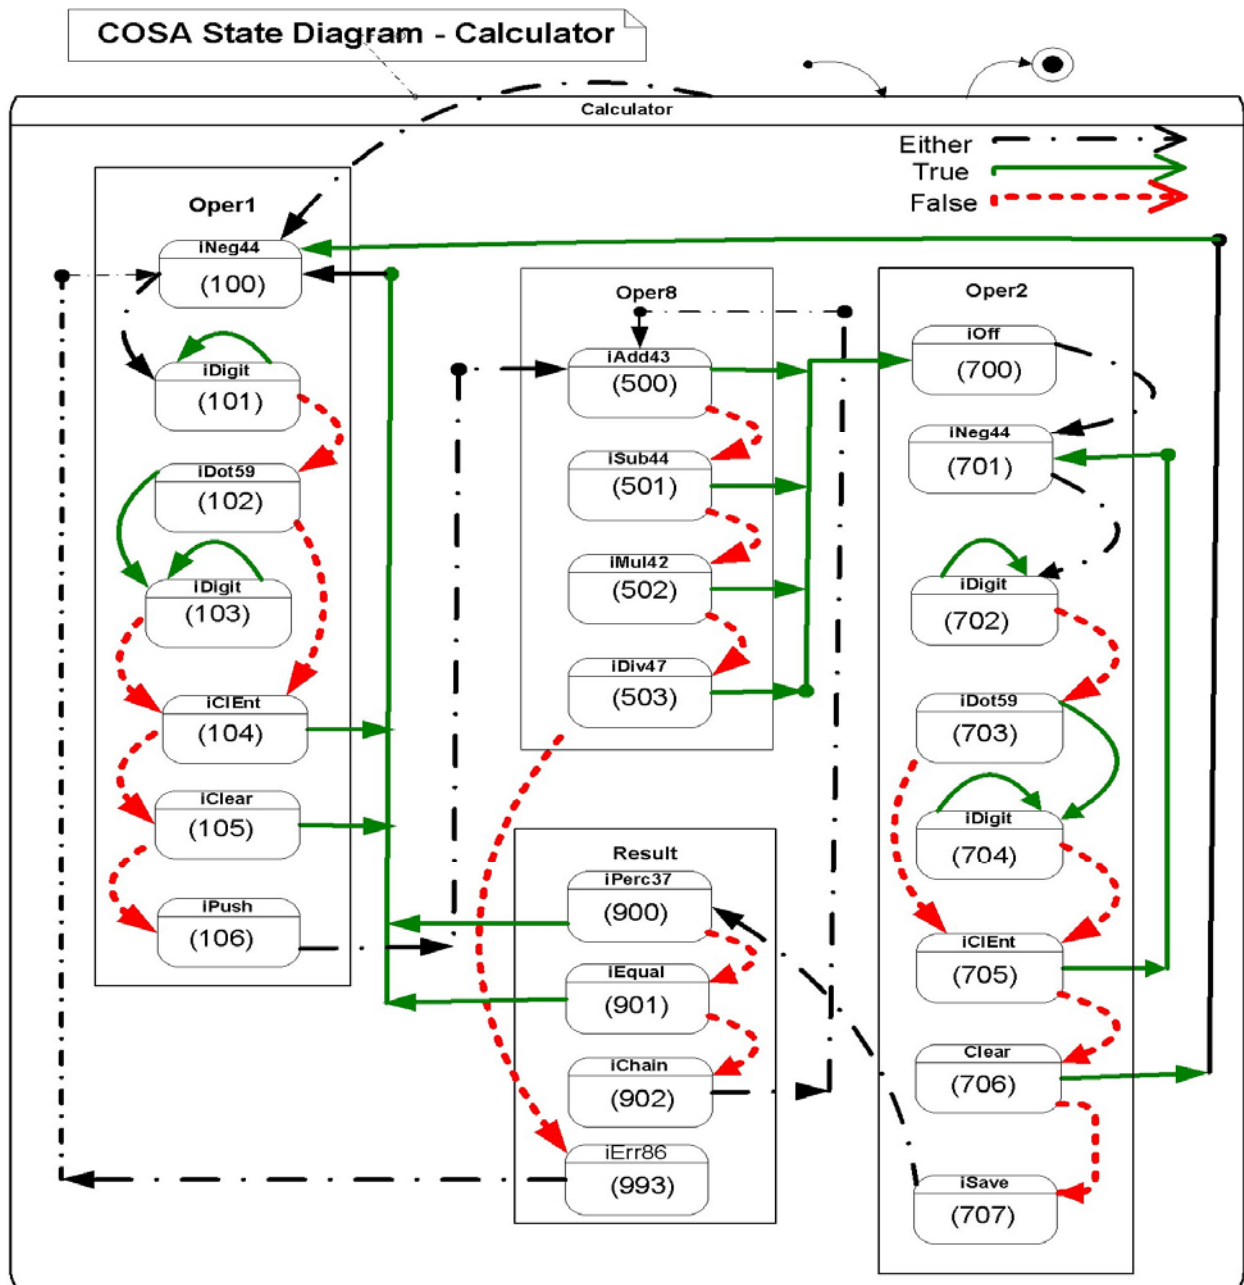 COSA State Diagram - Calculator
Calculator
Either
True
False
Oper1
iNeg44
(100)
iDigit
(101)
iDot59
(102)
iDigit
(103)
iClEnt
(104)
iClear
(105)
iPush
(106)
Oper8
iAdd43
(500)
iSub44
(501)
iMul42
(502)
iDiv47
(503)
Result
iPerc37
(900)
iEqual
(901)
iChain
(902)
iErr86
(993)
Oper2
iOff
(700)
iNeg44
(701)
iDigit
(702)
iDot59
(703)
iDigit
(704)
iClEnt
(705)
Clear
(706)
iSave
(707)